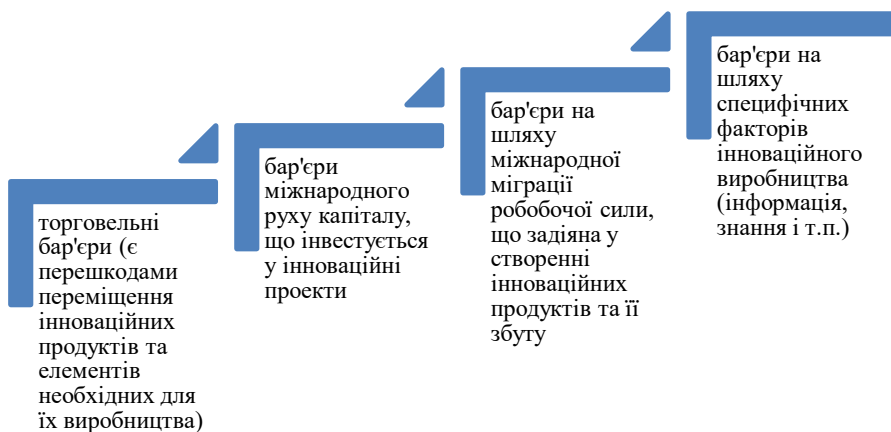 торговельні
бар'єри (є
перешкодами
переміщення
інноваційних
продуктів та
елементів
необхідних для
їх виробництва)
бар'єри
міжнародного
руху капіталу,
що інвестується
у інноваційні
проекти
бар'єри на
шляху
міжнародної
міграції
робобочої сили,
що задіяна у
створенні
інноваційних
продуктів та її
збуту
бар'єри на
шляху
специфічних
факторів
інноваційного
виробництва
(інформація,
знання і т.п.)